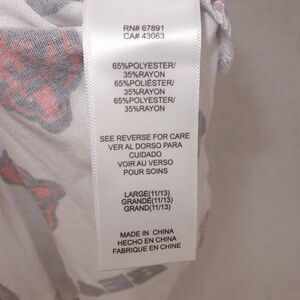 RN# 67891
CA# 43063
65%POLYESTER/
35%RAYON
65%POLIÉSTER/
35%RAYON
65%POLYESTER/
35%RAYON
SEE REVERSE FOR CARE
VER AL DORSO PARA
CUIDADO
VOIR AU VERSO
POUR SOINS
LARGE(11/13)
GRANDE(11/13)
GRAND(11/13)
MADE IN CHINA
HECHO EN CHINA
FABRIQUE EN CHINE